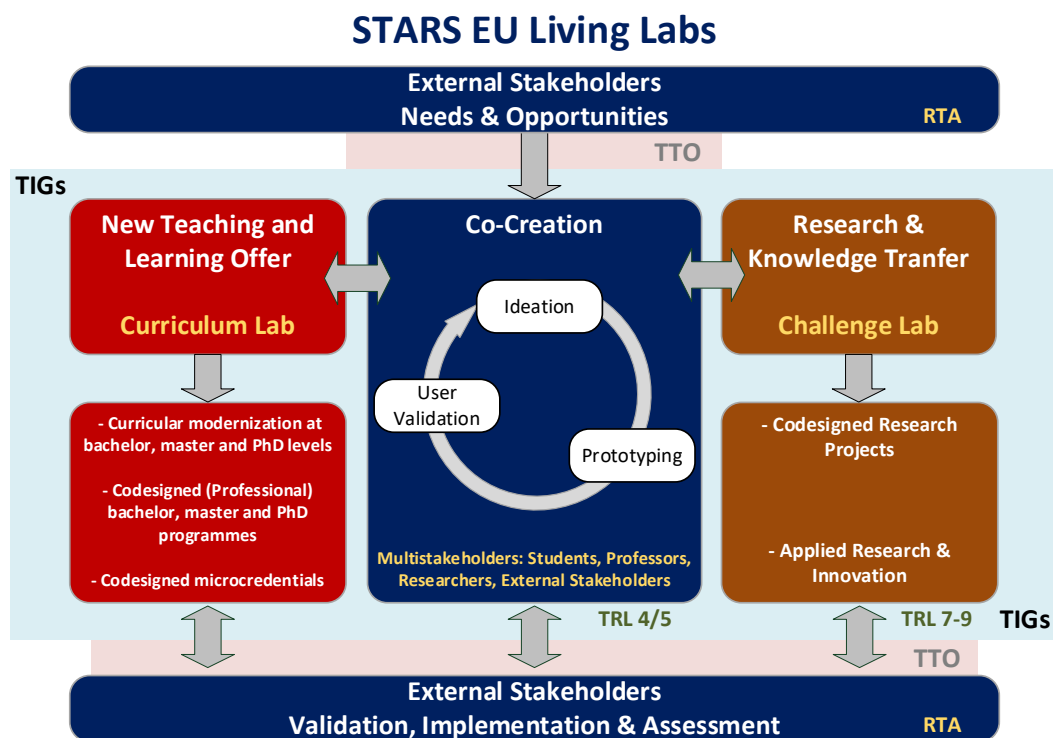 STARS EU Living Labs
External Stakeholders
Needs & Opportunities
RTA
TTO
TIGs
New Teaching and
Learning Offer
Curriculum Lab
Co-Creation
Research &
Knowledge Tranfer
Challenge Lab
Ideation
User
Validation
Prototyping
- Curricular modernization at
bachelor, master and PhD levels
- Codesigned (Professional)
bachelor, master and PhD
programmes
- Codesigned microcredentials
Multistakeholders: Students, Professors,
Researchers, External Stakeholders
- Codesigned Research
Projects
- Applied Research &
Innovation
TRL 4/5
TRL 7-9
TIGs
TTO
External Stakeholders
Validation, Implementation & Assessment
RTA